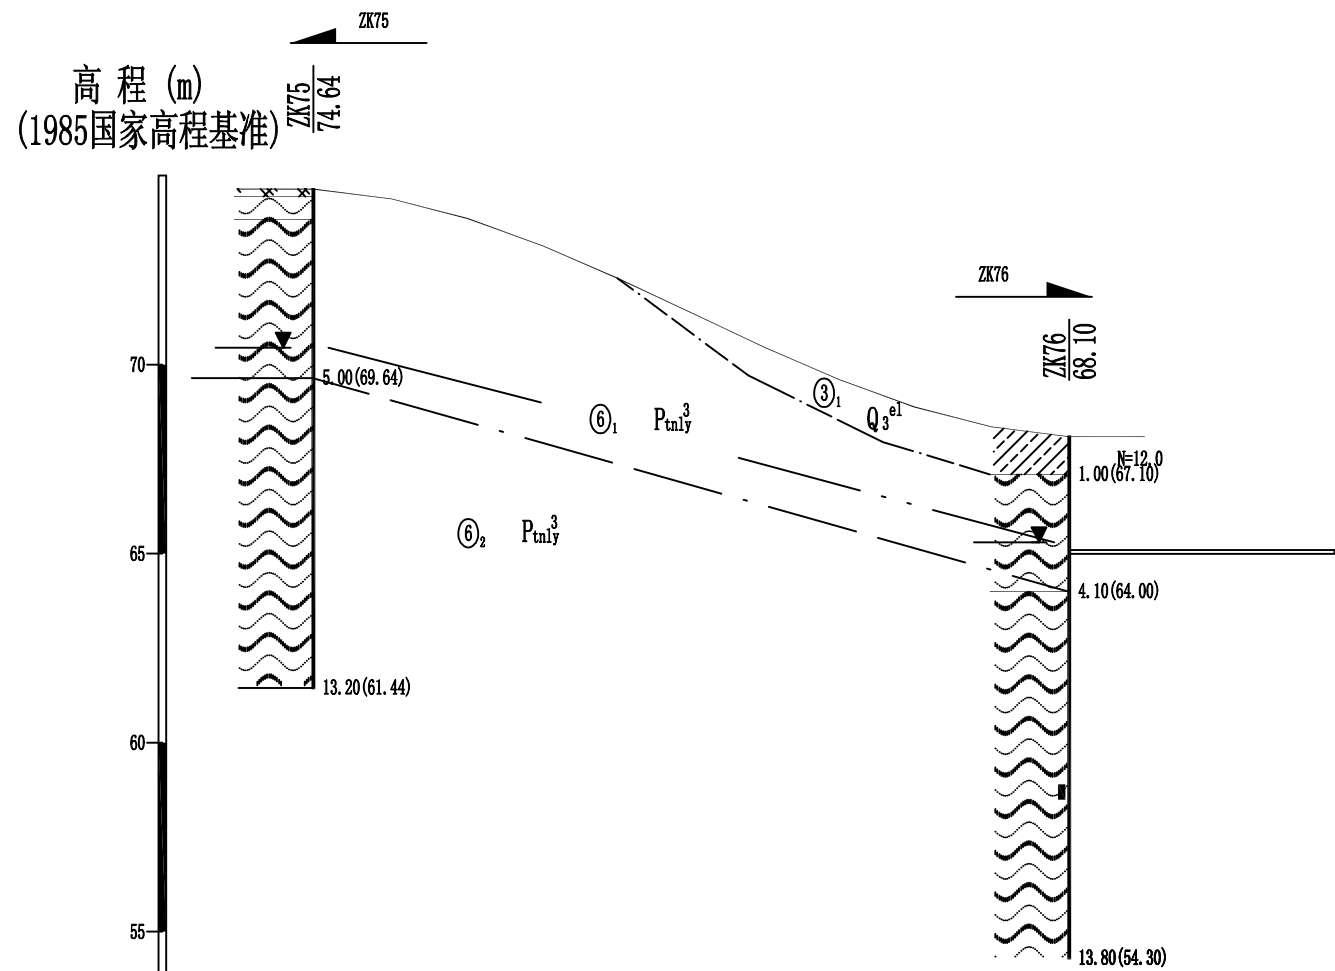 ZK75
高 程 (m)
(1985国家高程基准)
ZK75
74.64
ZK76
ZK76
68.10
70
5.00(69.64)
③1 Q3el
⑥1 Ptnly3
N=12.0
1.00(67.10)
⑥2 Ptnly3
65
4.10(64.00)
13.20(61.44)
60
55
13.80(54.30)